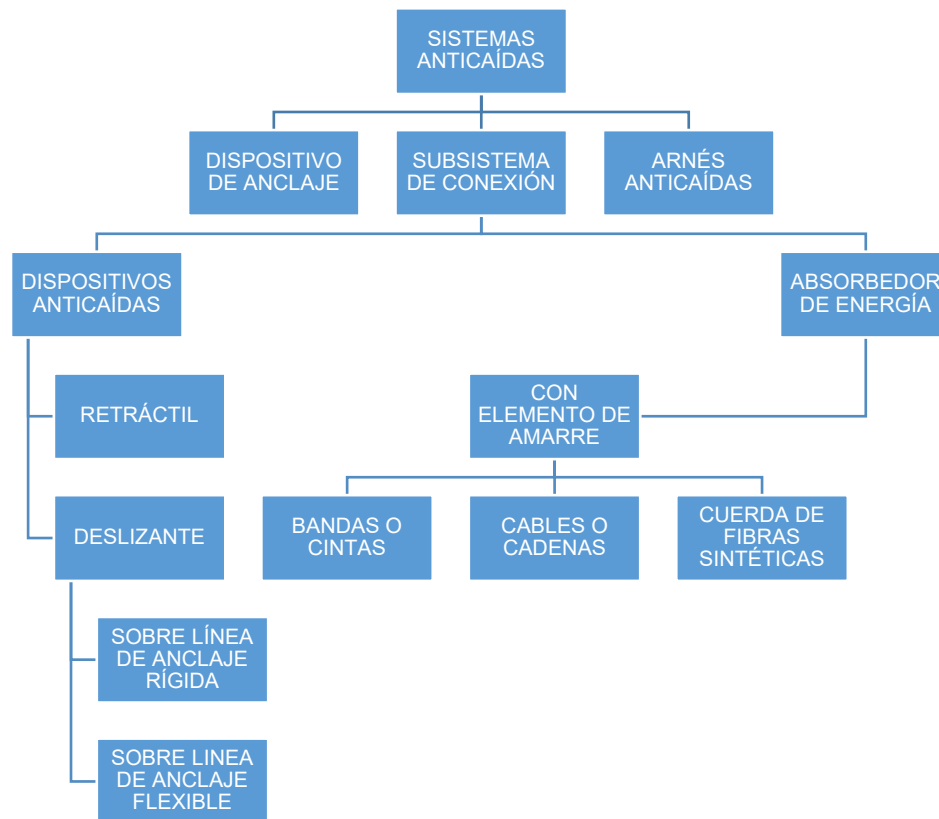 SISTEMAS
ANTICAÍDAS
DISPOSITIVO
DE ANCLAJE
SUBSISTEMA
DE CONEXIÓN
ARNÉS
ANTICAÍDAS
DISPOSITIVOS
ANTICAÍDAS
ABSORBEDOR
DE ENERGÍA
RETRÁCTIL
CON
ELEMENTO DE
AMARRE
DESLIZANTE
BANDAS O
CINTAS
CABLES O
CADENAS
CUERDA DE
FIBRAS
SINTÉTICAS
SOBRE LÍNEA
DE ANCLAJE
RÍGIDA
SOBRE LINEA
DE ANCLAJE
FLEXIBLE